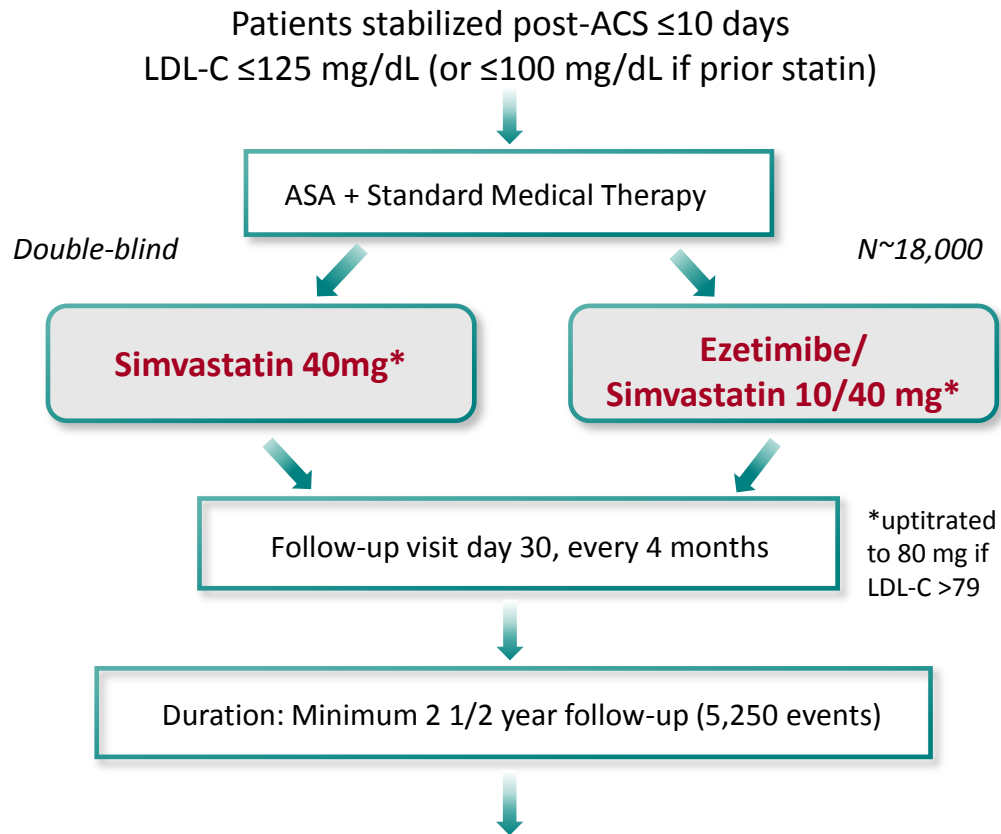 Patients stabilized post-ACS ≤10 days
LDL-C ≤125 mg/dL (or ≤100 mg/dL if prior statin)
ASA + Standard Medical Therapy
Double-blind
N~18,000
Simvastatin 40mg*
Ezetimibe/
Simvastatin 10/40 mg*
Follow-up visit day 30, every 4 months
*uptitrated
to 80 mg if
LDL-C >79
Duration: Minimum 2 1/2 year follow-up (5,250 events)